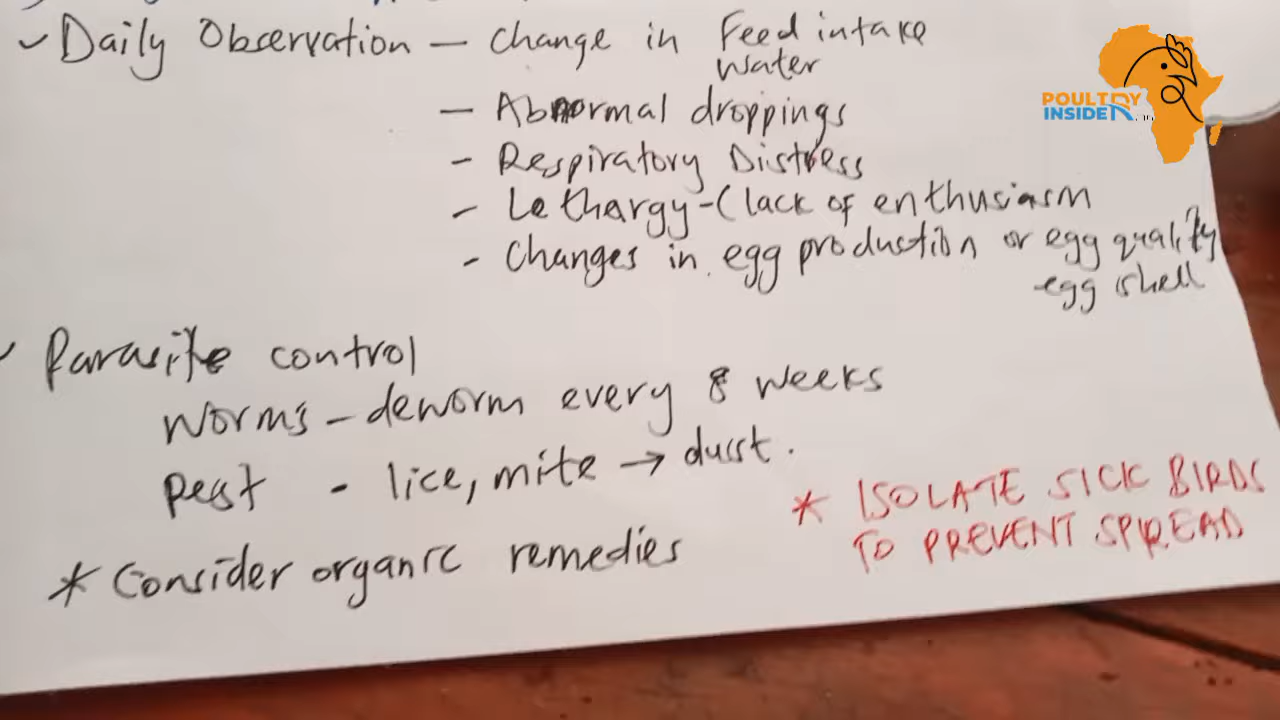 ✓ Daily Observation – Change in Feed intake
Water
– Abnormal droppings
– Respiratory Distress
– Lethargy-(lack of enthusiasm
– Changes in egg production or egg quality
egg shell
Parasite control
Worms – deworm every 8 weeks
Pest - lice, mite → dust.
* ISOLATE SICK BIRDS
TO PREVENT SPREAD
* Consider organic remedies
POULTRY
INSIDER